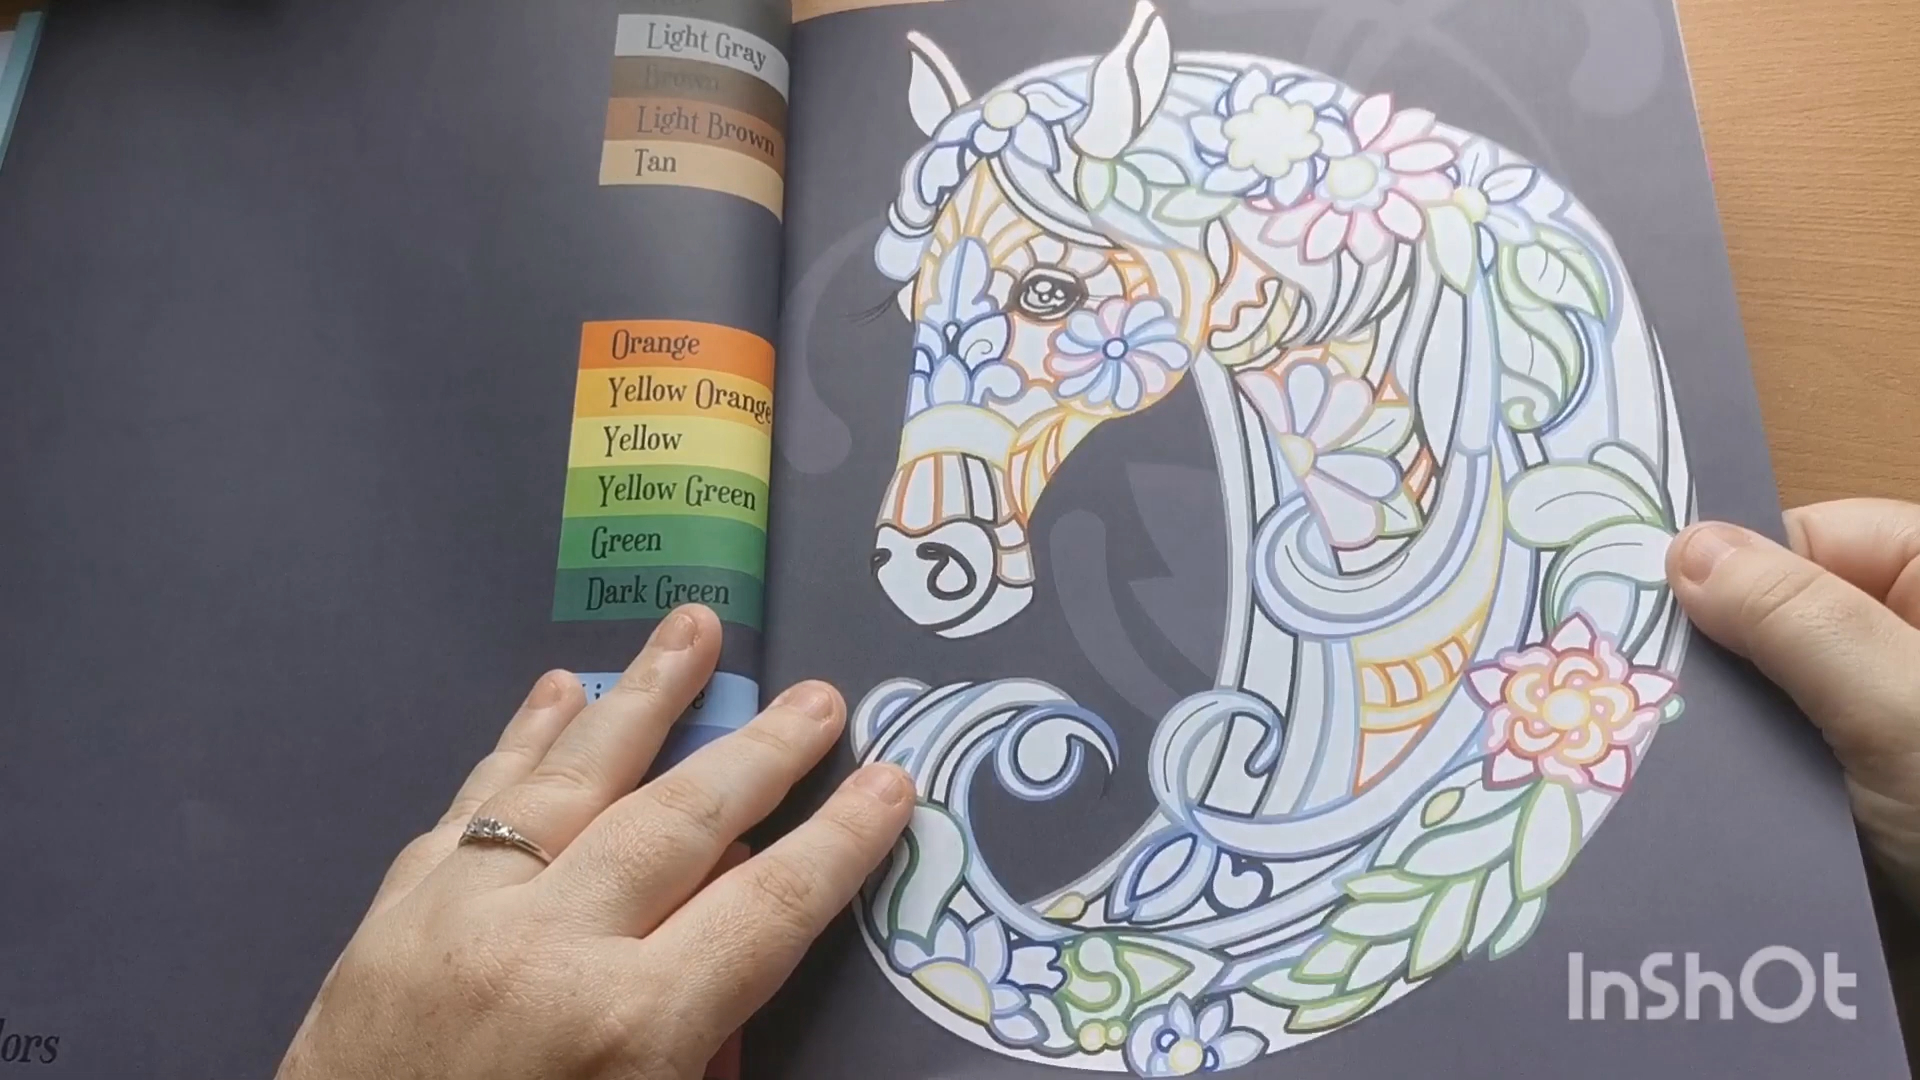 Light Gray
Brown
Light Brown
Tan
Orange
Yellow Orange
Yellow
Yellow Green
Green
Dark Green
lors
InShOt